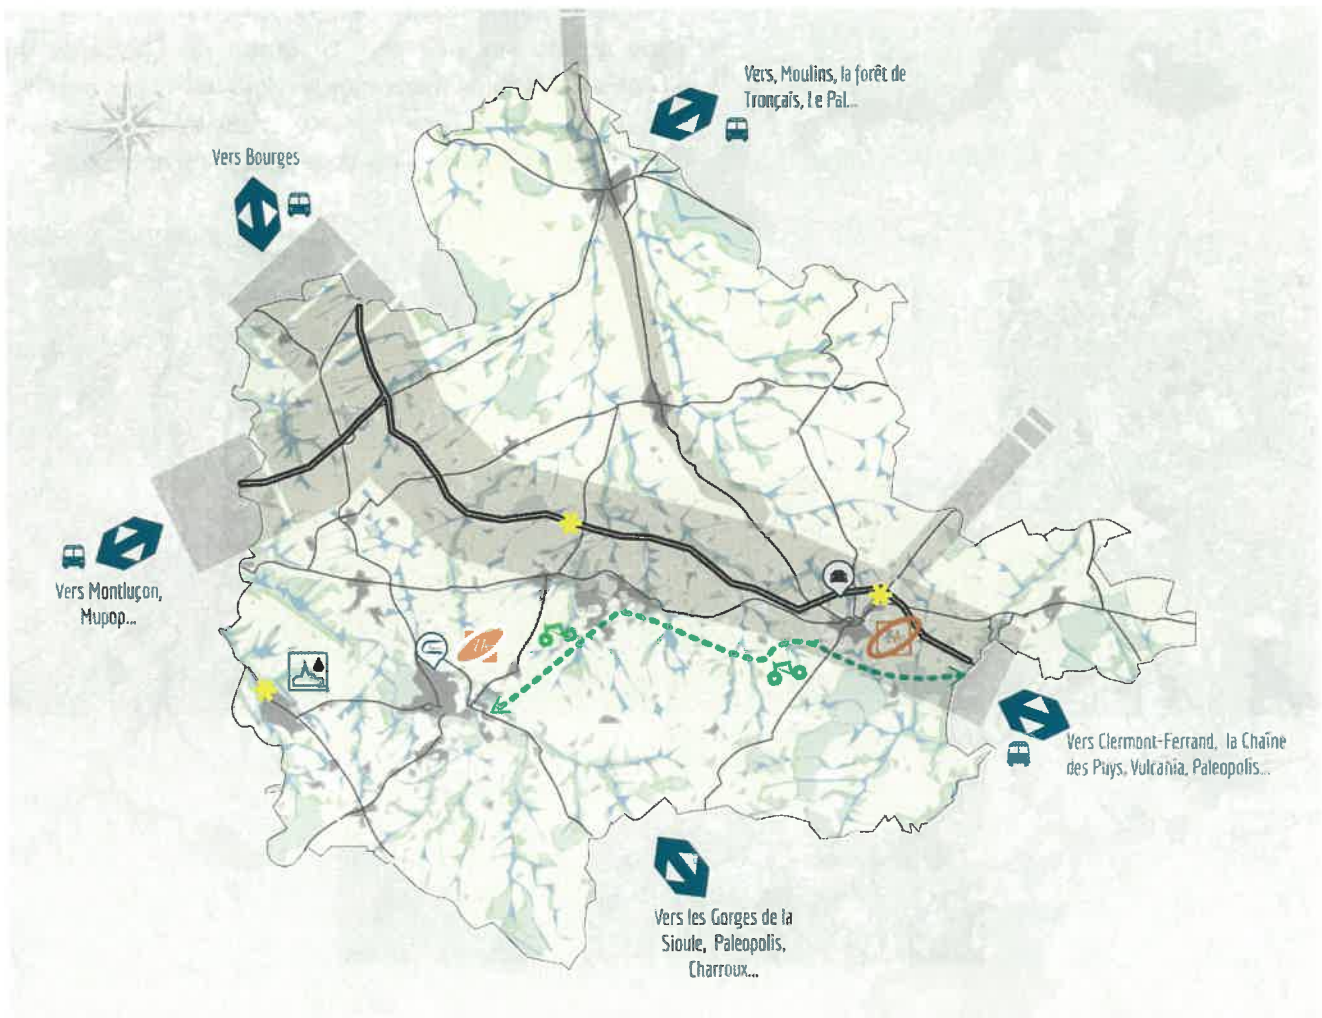 Vers, Moulins, la forêt de
Tronçais, Le Pal...
Vers Bourges
Vers Montluçon,
Mupop...
Vers Clermont-Ferrand, la Chaîne
des Puys, Vulcania, Paleopolis...
Vers les Gorges de la
Sioule, Paleopolis,
Charroux...